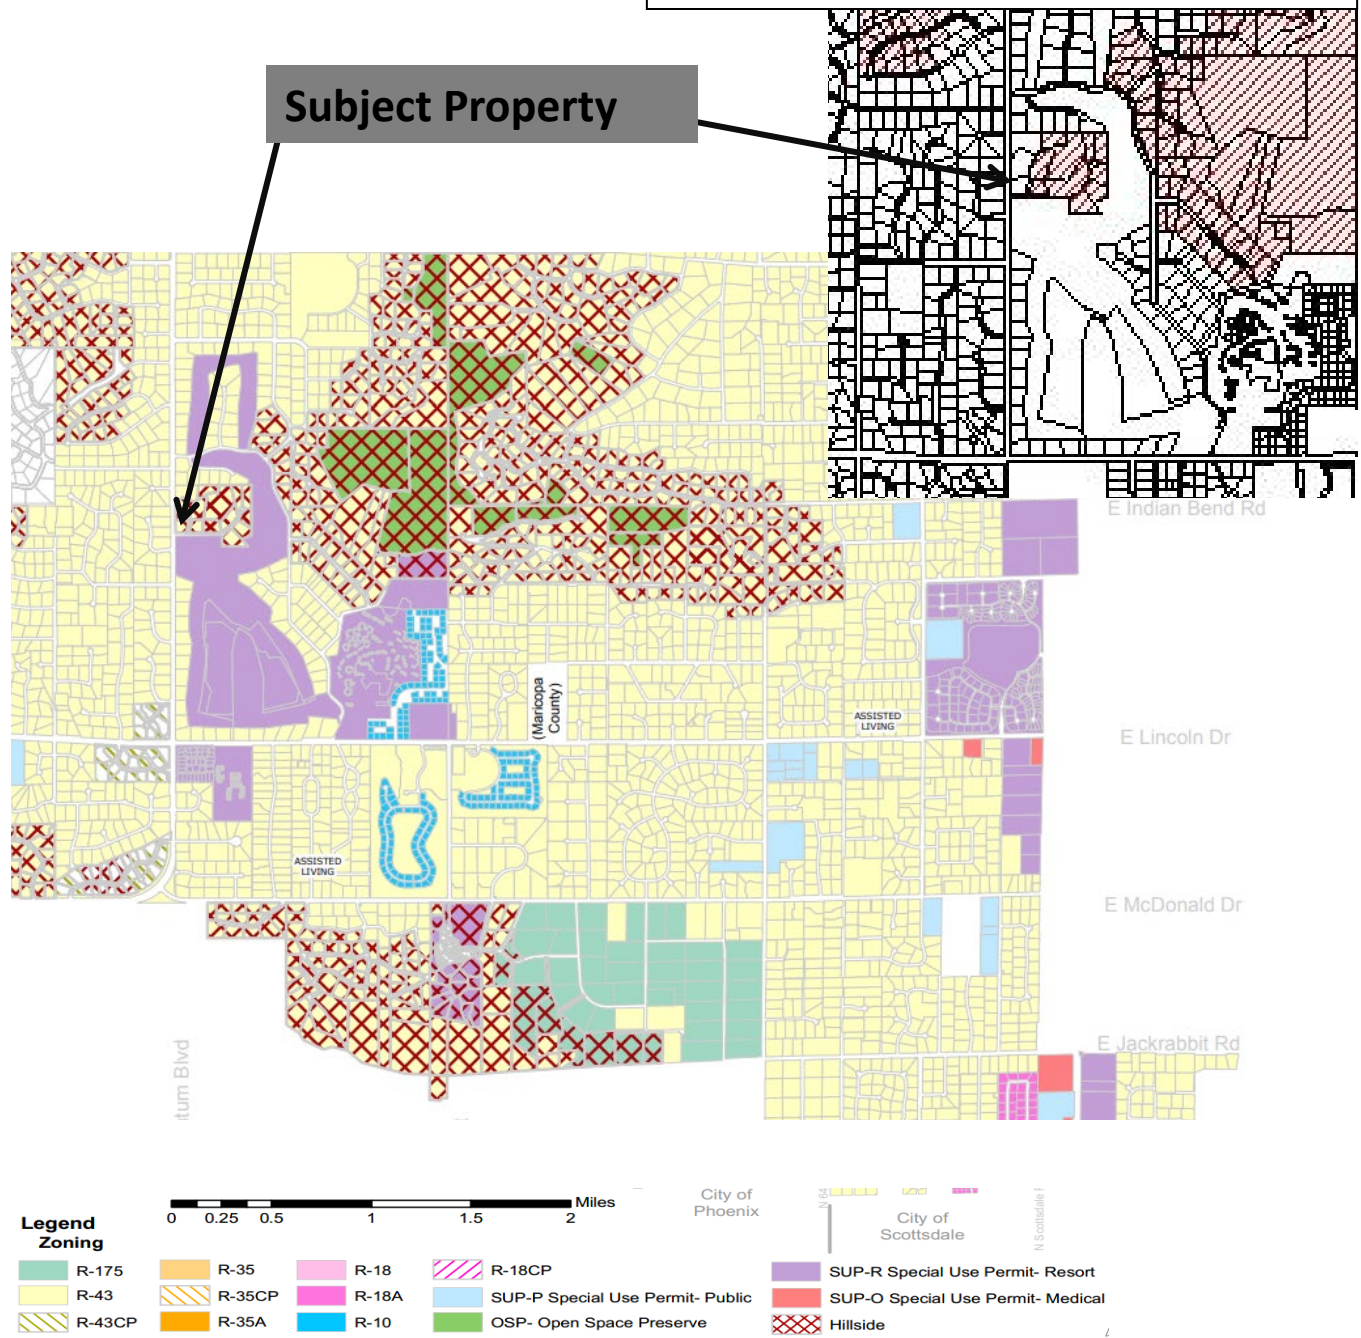 Subject Property
E Indian Bend Rd
(Maricopa
County)
ASSISTED
LIVING
E Lincoln Dr
ASSISTED
LIVING
E McDonald Dr
E Jackrabbit Rd
tum Blvd
Miles
0 0.25 0.5 1 1.5 2
City of
Phoenix
N 64
City of
Scottsdale
N Scottsdale
Legend
Zoning
R-175 R-35 R-18 R-18CP SUP-R Special Use Permit- Resort
R-43 R-35CP R-18A SUP-P Special Use Permit- Public SUP-O Special Use Permit- Medical
R-43CP R-35A R-10 OSP- Open Space Preserve Hillside